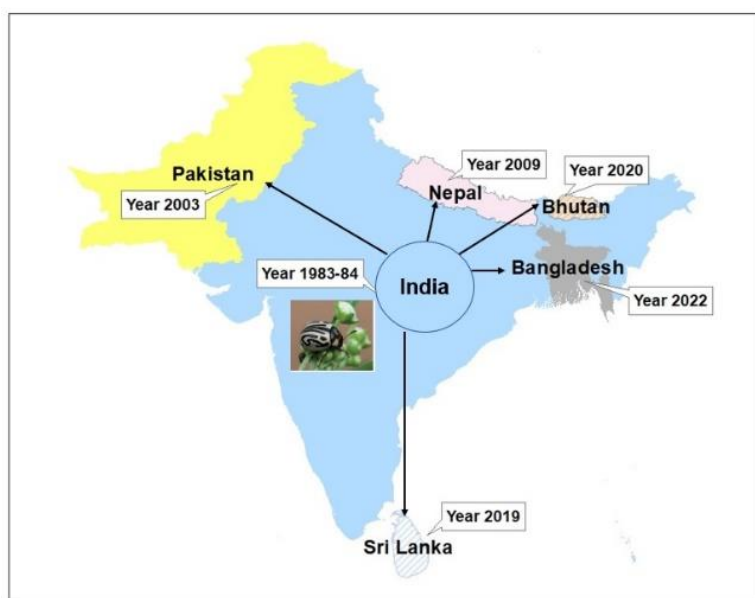 Year 2009
Year 2020
Pakistan
Nepal
Year 2003
Bhutan
Bangladesh
Year 1983-84
India
Year 2022
Year 2019
Sri Lanka